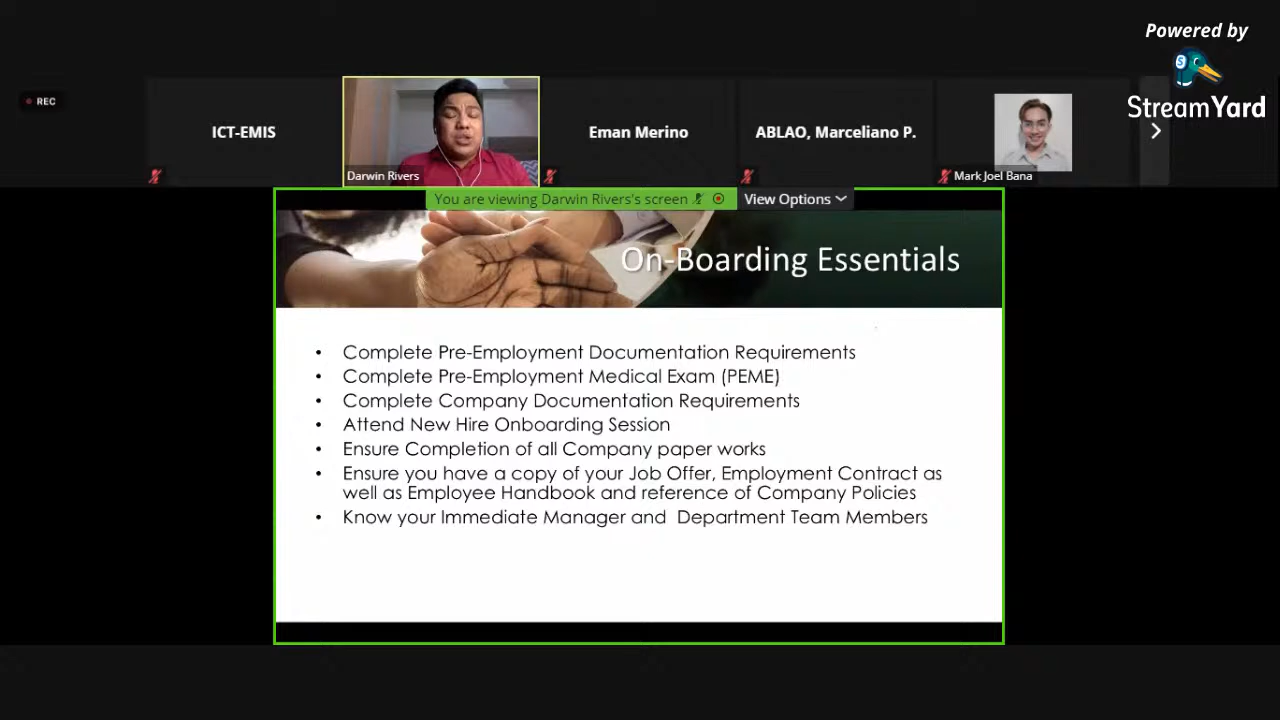 Powered by
StreamYard
REC
ICT-EMIS
Darwin Rivers
Eman Merino
ABLAO, Marceliano P.
Mark Joel Bana
You are viewing Darwin Rivers's screen
View Options
On-Boarding Essentials
• Complete Pre-Employment Documentation Requirements
• Complete Pre-Employment Medical Exam (PEME)
• Complete Company Documentation Requirements
• Attend New Hire Onboarding Session
• Ensure Completion of all Company paper works
• Ensure you have a copy of your Job Offer, Employment Contract as
well as Employee Handbook and reference of Company Policies
• Know your Immediate Manager and Department Team Members